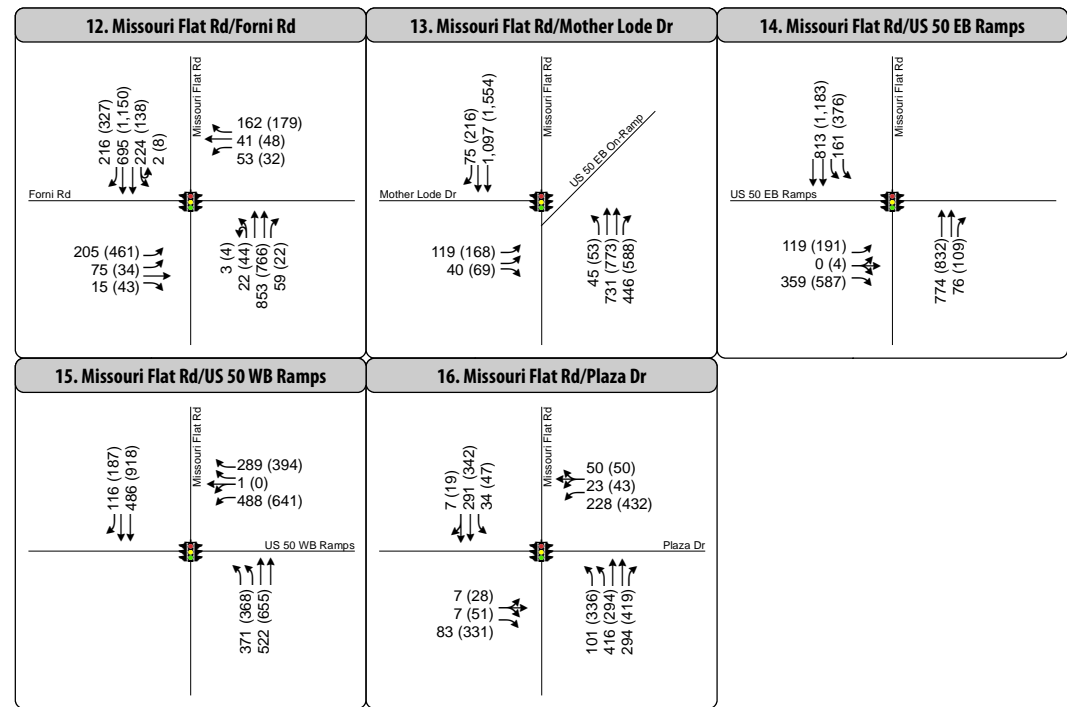 12. Missouri Flat Rd/Forni Rd
216 (327)
695 (1,150)
224 (138)
2 (8)
Missouri Flat Rd
162 (179)
41 (48)
53 (32)
Forni Rd
205 (461)
75 (34)
15 (43)
3 (4)
22 (44)
853 (766)
59 (22)
13. Missouri Flat Rd/Mother Lode Dr
75 (216)
1,097 (1,554)
Missouri Flat Rd
US 50 EB On-Ramp
Mother Lode Dr
119 (168)
40 (69)
45 (53)
731 (773)
446 (588)
14. Missouri Flat Rd/US 50 EB Ramps
813 (1,183)
161 (376)
Missouri Flat Rd
US 50 EB Ramps
119 (191)
0 (4)
359 (587)
774 (832)
76 (109)
15. Missouri Flat Rd/US 50 WB Ramps
116 (187)
486 (918)
Missouri Flat Rd
289 (394)
1 (0)
488 (641)
US 50 WB Ramps
371 (368)
522 (655)
16. Missouri Flat Rd/Plaza Dr
7 (19)
291 (342)
34 (47)
Missouri Flat Rd
50 (50)
23 (43)
228 (432)
Plaza Dr
7 (28)
7 (51)
83 (331)
101 (336)
416 (294)
294 (419)